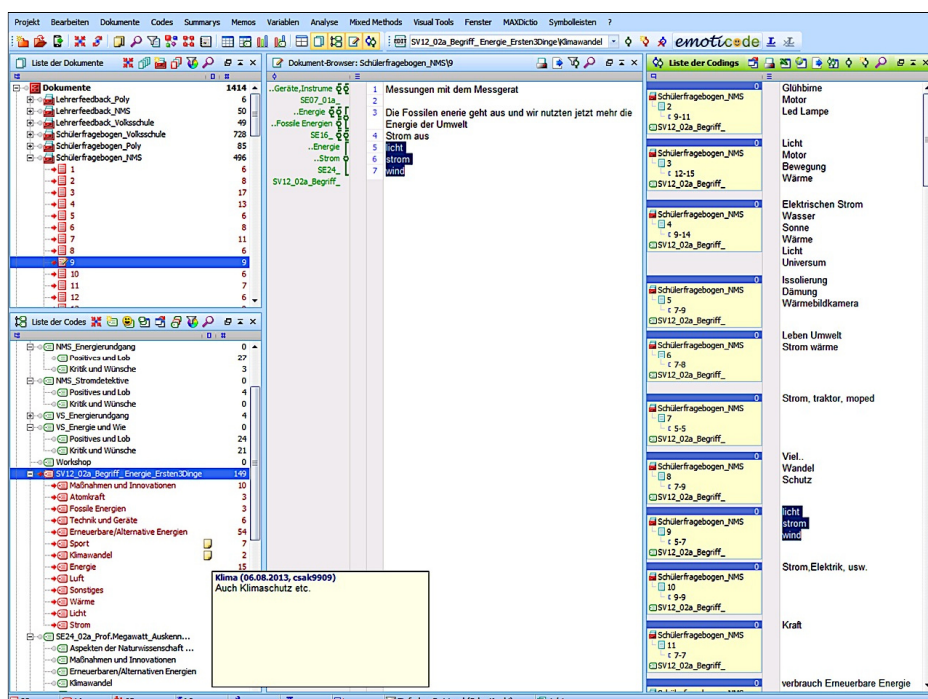 Projekt Bearbeiten Dokumente Codes Summarys Memos Variablen Analyse Mixed Methods Visual Tools Fenster MAXDictio Symbolleisten ?
SV12_02a_Begriff_ Energie_Ersten3Dinge\Klimawandel
emoticode
Liste der Dokumente
Dokumente 1414
Lehrerfeedback_Poly 6
Lehrerfeedback_NMS 50
Lehrerfeedback_Volksschule 49
Schülerfragebogen_Volksschule 728
Schülerfragebogen_Poly 85
Schülerfragebogen_NMS 496
1 6
2 8
3 17
4 13
5 6
6 8
7 11
8 6
9 9
10 6
11 7
12 6
Liste der Codes
NMS_Energierundgang 0
Positives und Lob 27
Kritik und Wünsche 3
NMS_Stromdetektive 0
Positives und Lob 4
Kritik und Wünsche 0
VS_Energierundgang 4
VS_Energie und Wie 0
Positives und Lob 24
Kritik und Wünsche 21
Workshop 0
SV12_02a_Begriff_ Energie_Ersten3Dinge 149
Maßnahmen und Innovationen 10
Atomkraft 3
Fossile Energien 3
Technik und Geräte 6
Erneuerbare/Alternative Energien 54
Sport 7
Klimawandel 2
Energie 15
Luft
Sonstiges
Wärme
Licht
Strom
SE24_02a_Prof.Megawatt_Auskenn...
Aspekten der Naturwissenschaft ...
Maßnahmen und Innovationen
Erneuerbaren/Alternativen Energien
Klimawandel
Klima (06.08.2013, csak9909)
Auch Klimaschutz etc.
Dokument-Browser: Schülerfragebogen_NMS\9
..Geräte,Instrume
SE07_01a_
..Energie
..Fossile Energien
SE16_
..Energie
..Strom
SE24_
SV12_02a_Begriff_
1 Messungen mit dem Messgerat
2
3 Die Fossilen enerie geht aus und wir nutzten jetzt mehr die
Energie der Umwelt
4 Strom aus
5 licht
6 strom
7 wind
Liste der Codings
Schülerfragebogen_NMS
2
9-11
SV12_02a_Begriff_
Glühbirne
Motor
Led Lampe
Schülerfragebogen_NMS
3
12-15
SV12_02a_Begriff_
Licht
Motor
Bewegung
Wärme
Schülerfragebogen_NMS
4
9-14
SV12_02a_Begriff_
Elektrischen Strom
Wasser
Sonne
Wärme
Licht
Universum
Schülerfragebogen_NMS
5
7-9
SV12_02a_Begriff_
Issolierung
Dämung
Wärmebildkamera
Schülerfragebogen_NMS
6
7-8
SV12_02a_Begriff_
Leben Umwelt
Strom wärme
Schülerfragebogen_NMS
7
5-5
SV12_02a_Begriff_
Strom, traktor, moped
Schülerfragebogen_NMS
8
7-9
SV12_02a_Begriff_
Viel..
Wandel
Schutz
Schülerfragebogen_NMS
9
5-7
SV12_02a_Begriff_
licht
strom
wind
Schülerfragebogen_NMS
10
9-9
SV12_02a_Begriff_
Strom,Elektrik, usw.
Schülerfragebogen_NMS
11
7-7
SV12_02a_Begriff_
Kraft
verbrauch Erneuerbare Energie